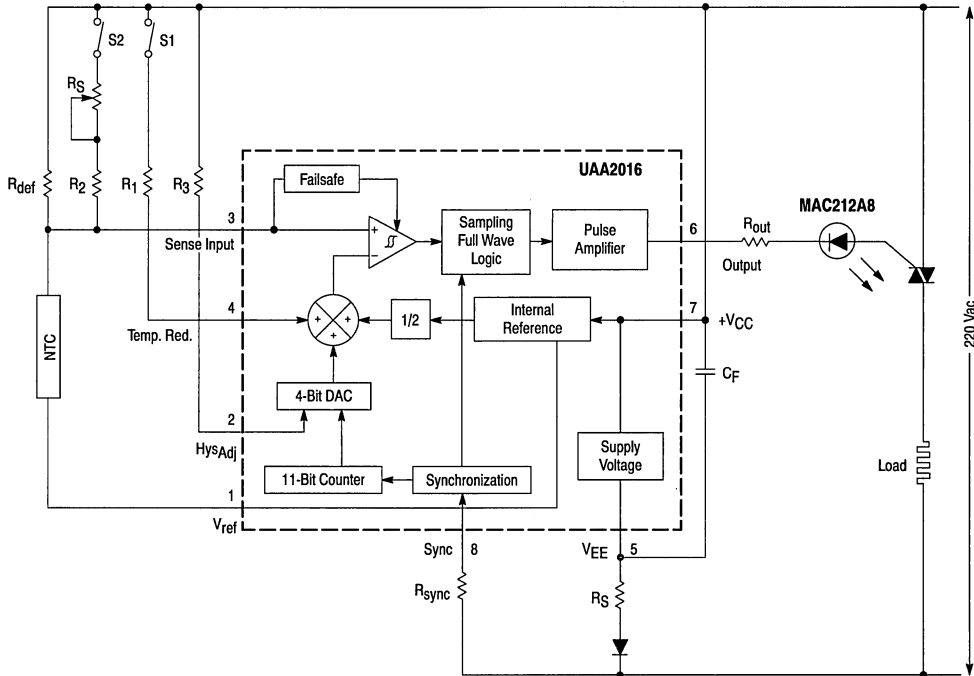 S2
S1
RS
Rdef
R2
R1
R3
UAA2016
Failsafe
3
Sense Input
+
–
Sampling
Full Wave
Logic
Pulse
Amplifier
6
Output
Rout
MAC212A8
4
Temp. Red.
+
+
+
1/2
Internal
Reference
7
+VCC
CF
220 Vac
NTC
4-Bit DAC
2
HysAdj
Supply
Voltage
Load
11-Bit Counter
Synchronization
1
Vref
Sync
8
VEE
5
Rsync
RS